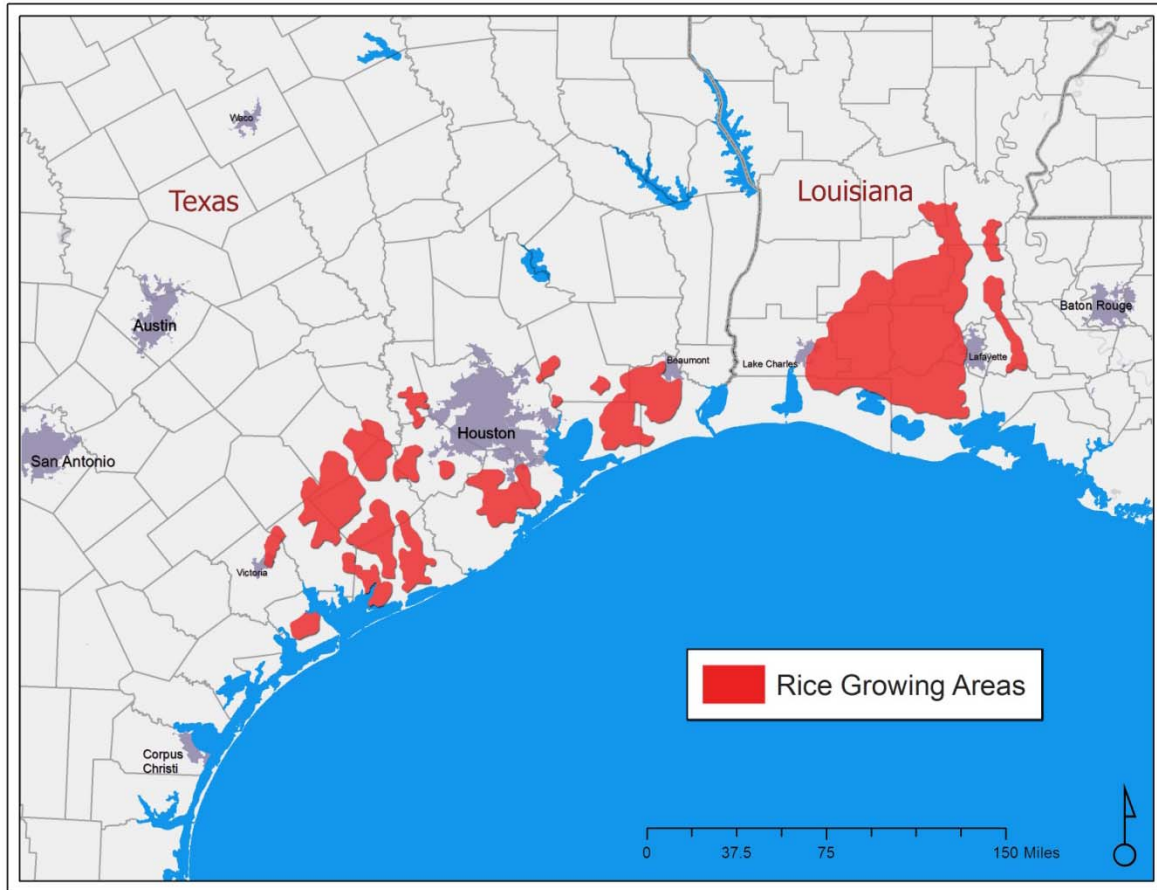 Waco
Texas
Louisiana
Austin
Baton Rouge
Beaumont
Lake Charles
Lafayette
Houston
San Antonio
Victoria
Rice Growing Areas
Corpus
Christi
0
37.5
75
150 Miles